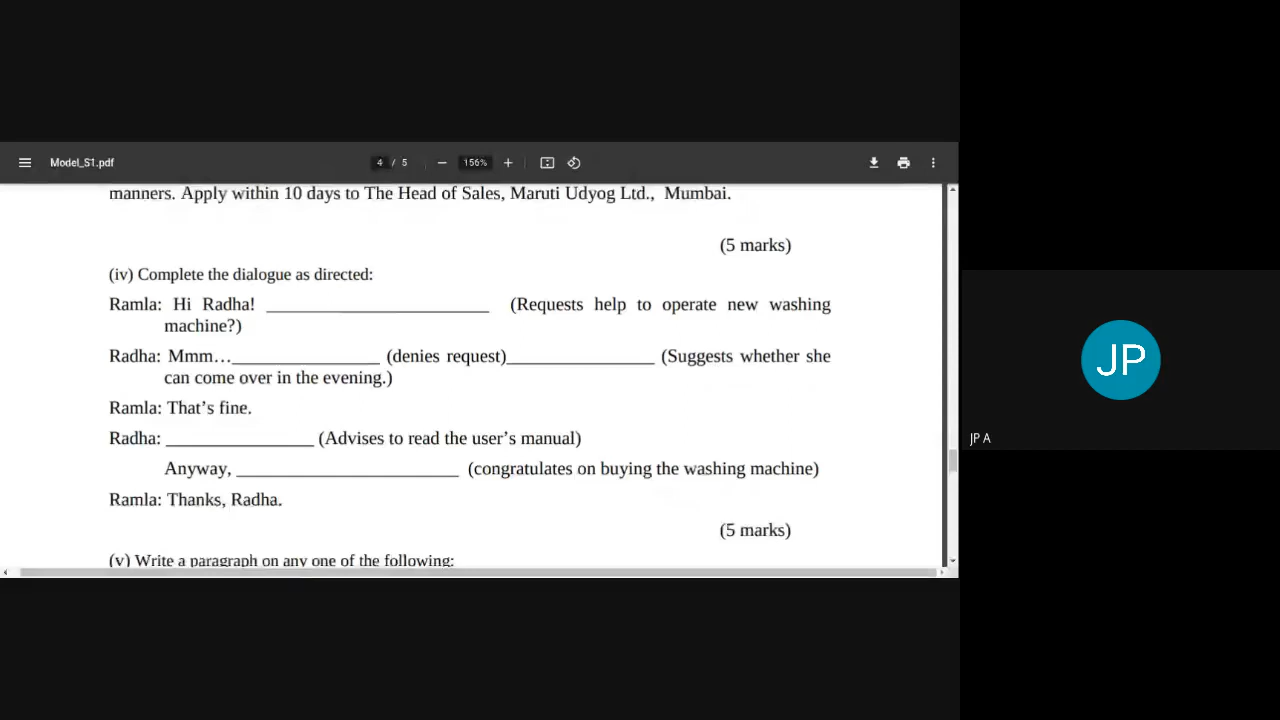 Model_S1.pdf
4 / 5
156%
manners. Apply within 10 days to The Head of Sales, Maruti Udyog Ltd., Mumbai.
(5 marks)
(iv) Complete the dialogue as directed:
Ramla: Hi Radha! ________________________ (Requests help to operate new washing
machine?)
Radha: Mmm…________________ (denies request)________________ (Suggests whether she
can come over in the evening.)
Ramla: That’s fine.
Radha: ________________ (Advises to read the user’s manual)
Anyway, ________________________ (congratulates on buying the washing machine)
Ramla: Thanks, Radha.
(5 marks)
(v) Write a paragraph on any one of the following:
JP
JP A